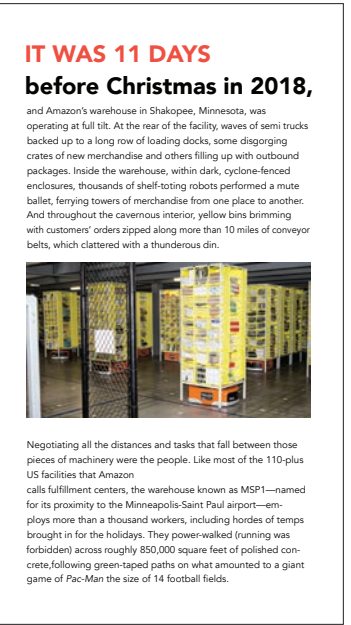 IT WAS 11 DAYS
before Christmas in 2018,
and Amazon's warehouse in Shakopee, Minnesota, was
operating at full tilt. At the rear of the facility, waves of semi trucks
backed up to a long row of loading docks, some disgorging
crates of new merchandise and others filling up with outbound
packages. Inside the warehouse, within dark, cyclone-fenced
enclosures, thousands of shelf-toting robots performed a mute
ballet, ferrying towers of merchandise from one place to another.
And throughout the cavernous interior, yellow bins brimming
with customers' orders zipped along more than 10 miles of conveyor
belts, which clattered with a thunderous din.
Negotiating all the distances and tasks that fall between those
pieces of machinery were the people. Like most of the 110-plus
US facilities that Amazon
calls fulfillment centers, the warehouse known as MSP1—named
for its proximity to the Minneapolis-Saint Paul airport—em-
ploys more than a thousand workers, including hordes of temps
brought in for the holidays. They power-walked (running was
forbidden) across roughly 850,000 square feet of polished con-
crete,following green-taped paths on what amounted to a giant
game of Pac-Man the size of 14 football fields.